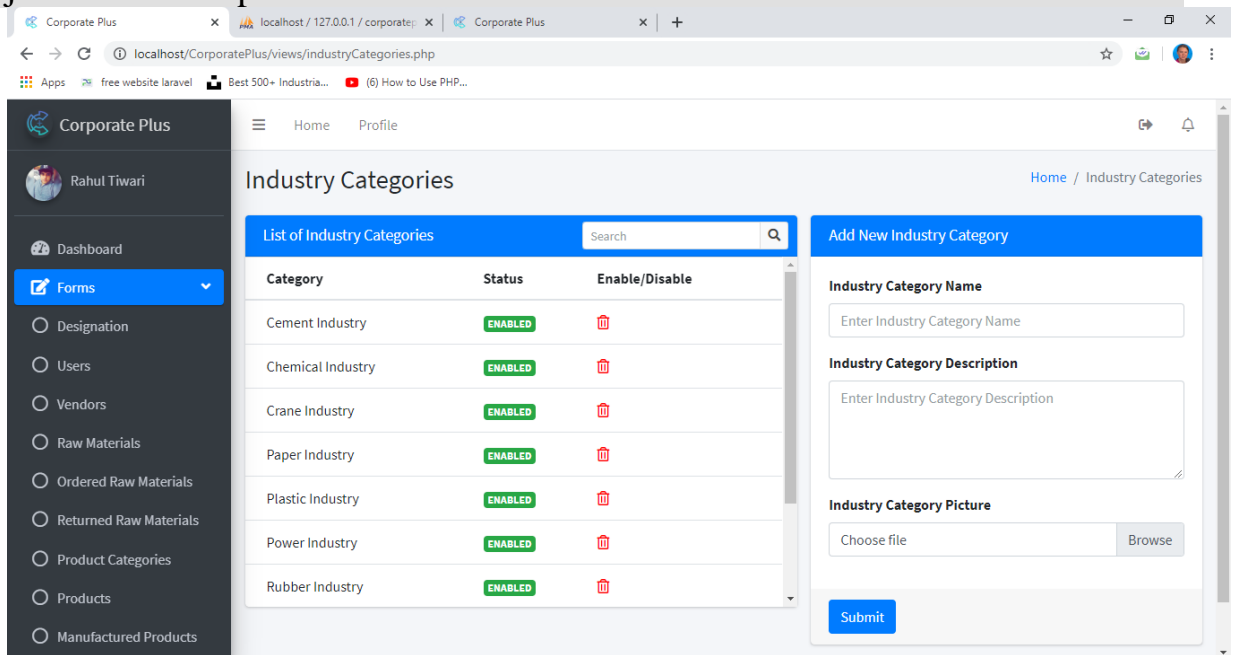 Corporate Plus
localhost / 127.0.0.1 / corporatep
Corporate Plus
localhost/CorporatePlus/views/industryCategories.php
Apps
free website laravel
Best 500+ Industria...
(6) How to Use PHP...
Corporate Plus
Home Profile
Rahul Tiwari
Industry Categories
Home / Industry Categories
Dashboard
Forms
Designation
Users
Vendors
Raw Materials
Ordered Raw Materials
Returned Raw Materials
Product Categories
Products
Manufactured Products
List of Industry Categories
Search
Category Status Enable/Disable
Cement Industry ENABLED
Chemical Industry ENABLED
Crane Industry ENABLED
Paper Industry ENABLED
Plastic Industry ENABLED
Power Industry ENABLED
Rubber Industry ENABLED
Add New Industry Category
Industry Category Name
Enter Industry Category Name
Industry Category Description
Enter Industry Category Description
Industry Category Picture
Choose file Browse
Submit